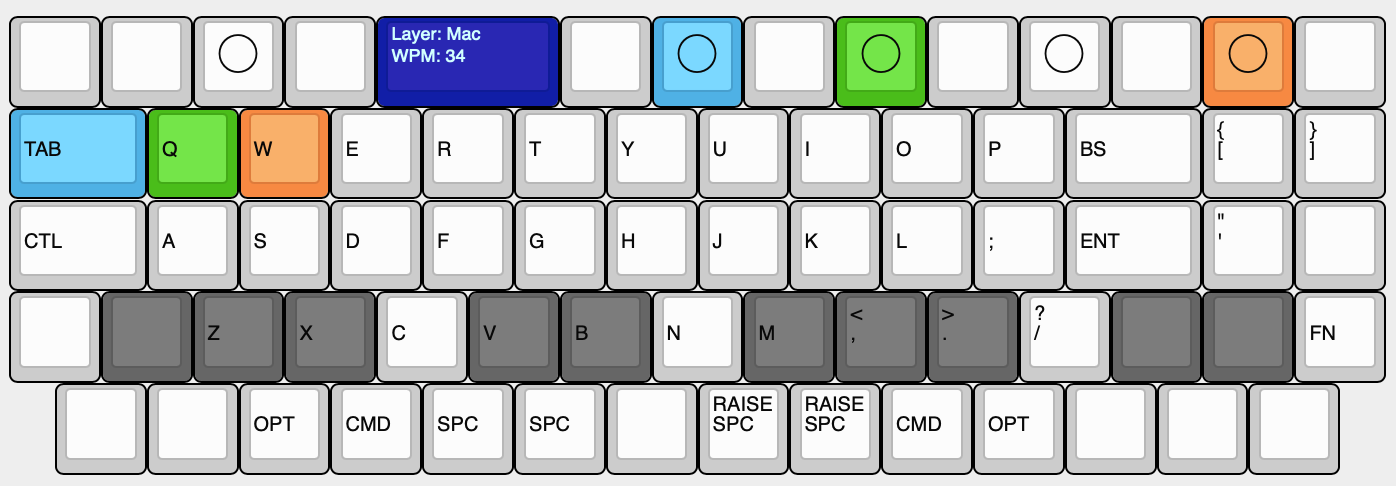 Layer: Mac
WPM: 34
TAB
Q
W
E
R
T
Y
U
I
O
P
BS
{
[
}
]
CTL
A
S
D
F
G
H
J
K
L
;
ENT
"
'
Z
X
C
V
B
N
M
<
,
>
.
?
/
FN
OPT
CMD
SPC
SPC
RAISE
SPC
RAISE
SPC
CMD
OPT